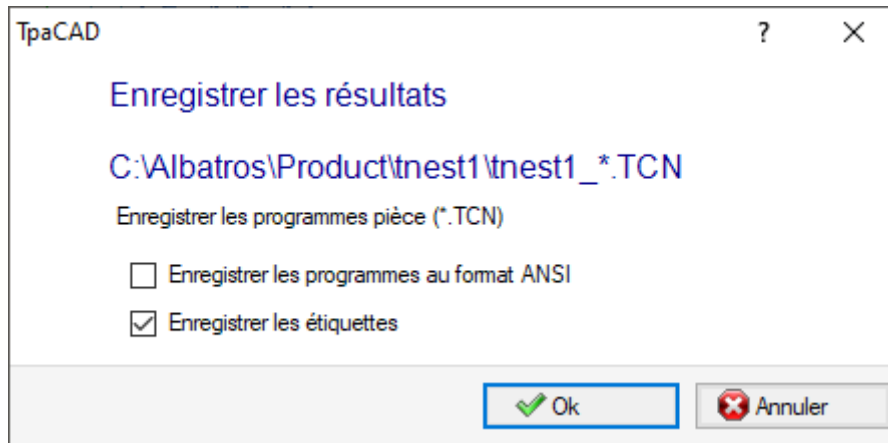 TpaCAD ?
Enregistrer les résultats
C:\Albatros\Product\tnest1\tnest1_*.TCN
Enregistrer les programmes pièce (*.TCN)
Enregistrer les programmes au format ANSI
Enregistrer les étiquettes
Ok Annuler